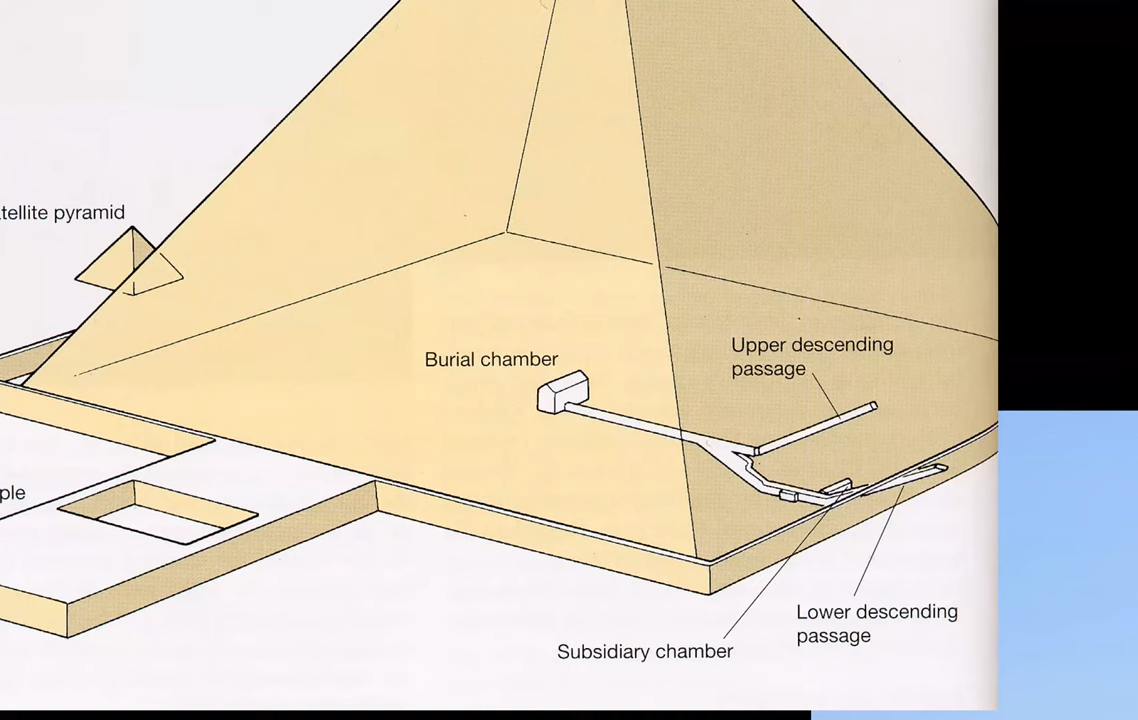 tellite pyramid
Burial chamber
Upper descending
passage
ple
Lower descending
passage
Subsidiary chamber